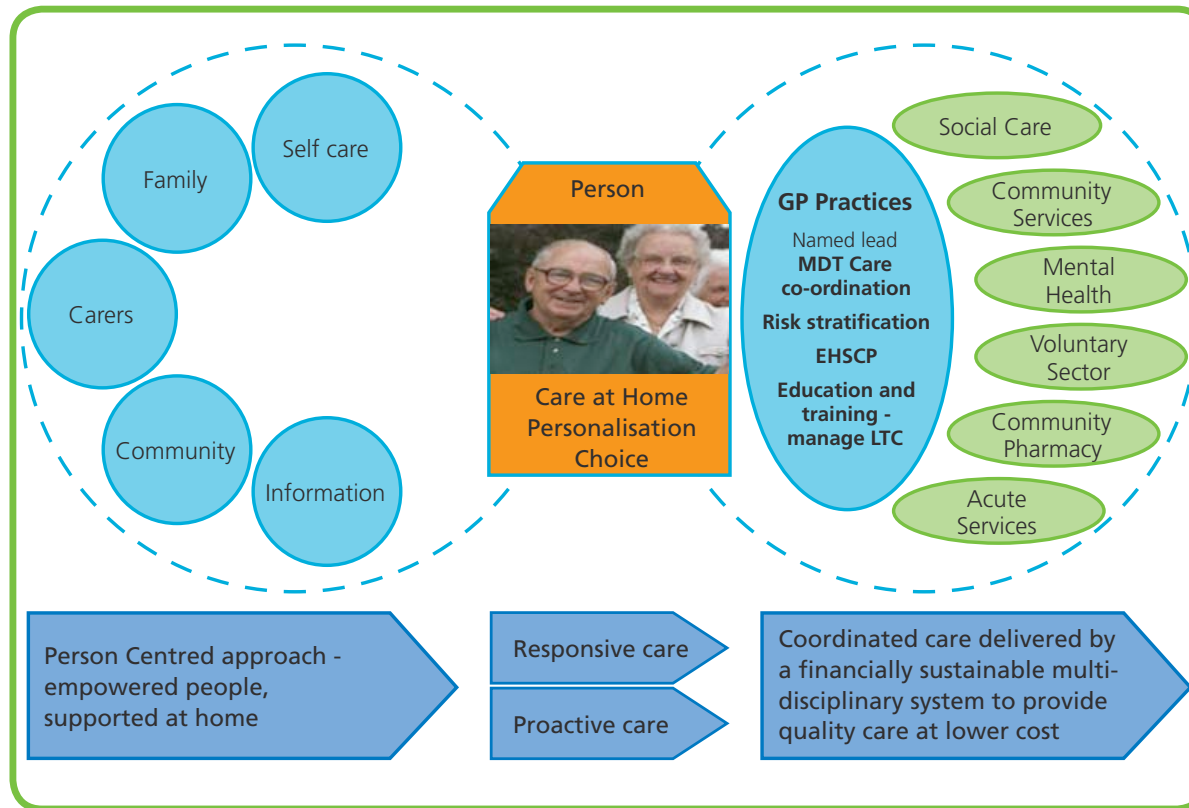 Self care
Family
Carers
Community
Information
Person
Care at Home
Personalisation
Choice
GP Practices
Named lead
MDT Care
co-ordination
Risk stratification
EHSCP
Education and
training -
manage LTC
Social Care
Community
Services
Mental
Health
Voluntary
Sector
Community
Pharmacy
Acute
Services
Person Centred approach -
empowered people,
supported at home
Responsive care
Proactive care
Coordinated care delivered by
a financially sustainable multi-
disciplinary system to provide
quality care at lower cost